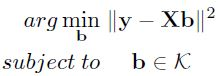 arg min_b ‖y − Xb‖²
subject to b ∈ 𝒦